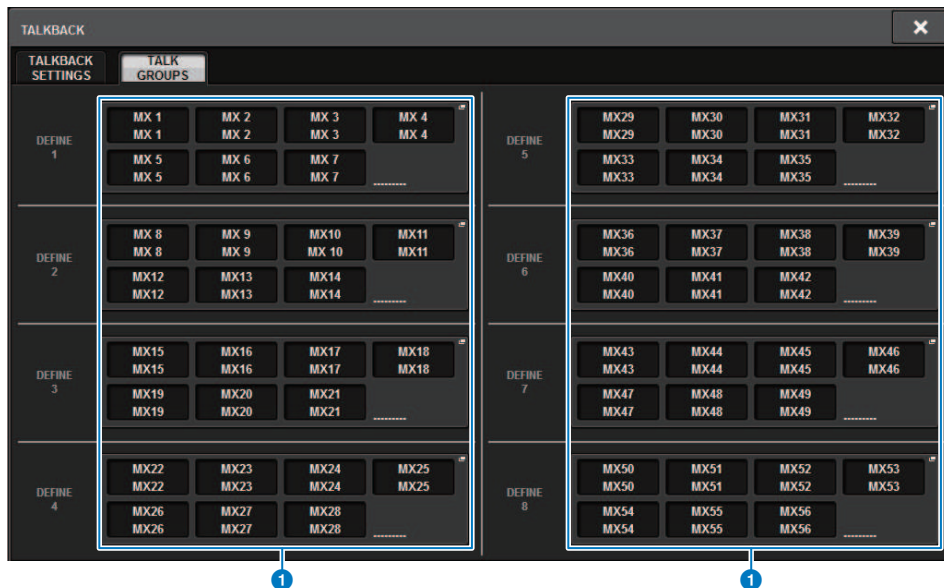 TALKBACK
×
TALKBACK SETTINGS
TALK GROUPS
DEFINE 1
MX 1 MX 2 MX 3 MX 4
MX 1 MX 2 MX 3 MX 4
MX 5 MX 6 MX 7
MX 5 MX 6 MX 7
---------
DEFINE 2
MX 8 MX 9 MX10 MX11
MX 8 MX 9 MX 10 MX11
MX12 MX13 MX14
MX12 MX13 MX14
---------
DEFINE 3
MX15 MX16 MX17 MX18
MX15 MX16 MX17 MX18
MX19 MX20 MX21
MX19 MX20 MX21
---------
DEFINE 4
MX22 MX23 MX24 MX25
MX22 MX23 MX24 MX25
MX26 MX27 MX28
MX26 MX27 MX28
---------
1
DEFINE 5
MX29 MX30 MX31 MX32
MX29 MX30 MX31 MX32
MX33 MX34 MX35
MX33 MX34 MX35
---------
DEFINE 6
MX36 MX37 MX38 MX39
MX36 MX37 MX38 MX39
MX40 MX41 MX42
MX40 MX41 MX42
---------
DEFINE 7
MX43 MX44 MX45 MX46
MX43 MX44 MX45 MX46
MX47 MX48 MX49
MX47 MX48 MX49
---------
DEFINE 8
MX50 MX51 MX52 MX53
MX50 MX51 MX52 MX53
MX54 MX55 MX56
MX54 MX55 MX56
---------
1